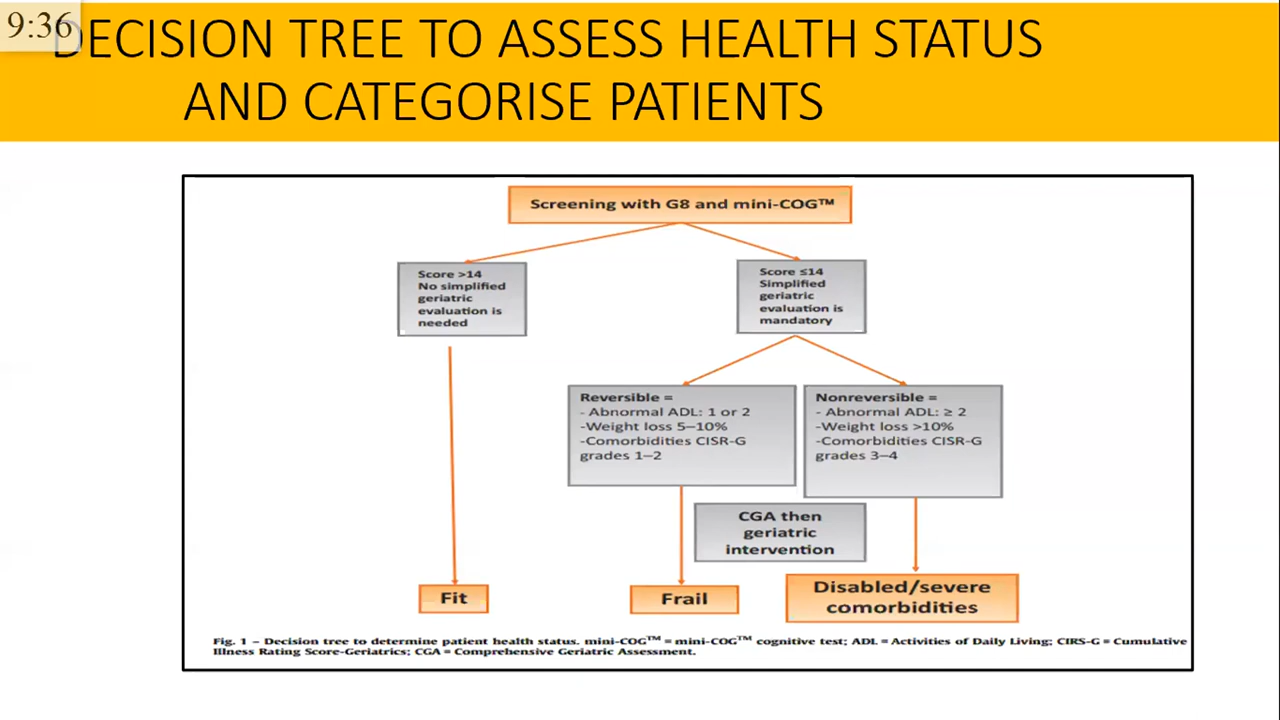 9:36
DECISION TREE TO ASSESS HEALTH STATUS
AND CATEGORISE PATIENTS
Screening with G8 and mini-COG™
Score >14
No simplified
geriatric
evaluation is
needed
Score ≤14
Simplified
geriatric
evaluation is
mandatory
Reversible =
- Abnormal ADL: 1 or 2
-Weight loss 5–10%
-Comorbidities CISR-G
grades 1–2
Nonreversible =
- Abnormal ADL: ≥ 2
-Weight loss >10%
-Comorbidities CISR-G
grades 3–4
CGA then
geriatric
intervention
Fit
Frail
Disabled/severe
comorbidities
Fig. 1 – Decision tree to determine patient health status. mini-COG™ = mini-COG™ cognitive test; ADL = Activities of Daily Living; CIRS-G = Cumulative
Illness Rating Score-Geriatrics; CGA = Comprehensive Geriatric Assessment.